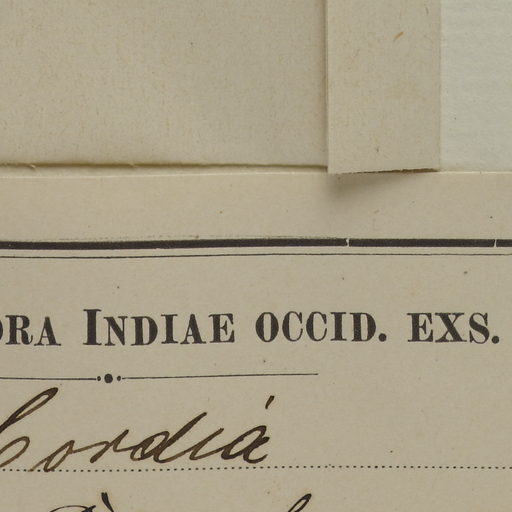 ORA INDIAE OCCID. EXS.
Cordia